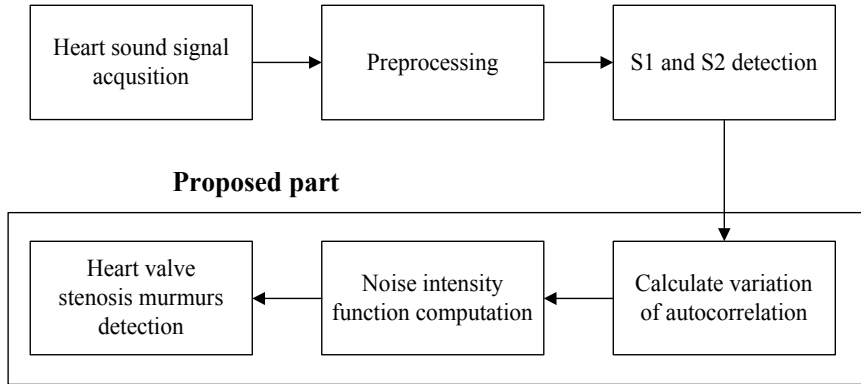 Heart sound signal
acqusition
Preprocessing
S1 and S2 detection
Proposed part
Heart valve
stenosis murmurs
detection
Noise intensity
function computation
Calculate variation
of autocorrelation